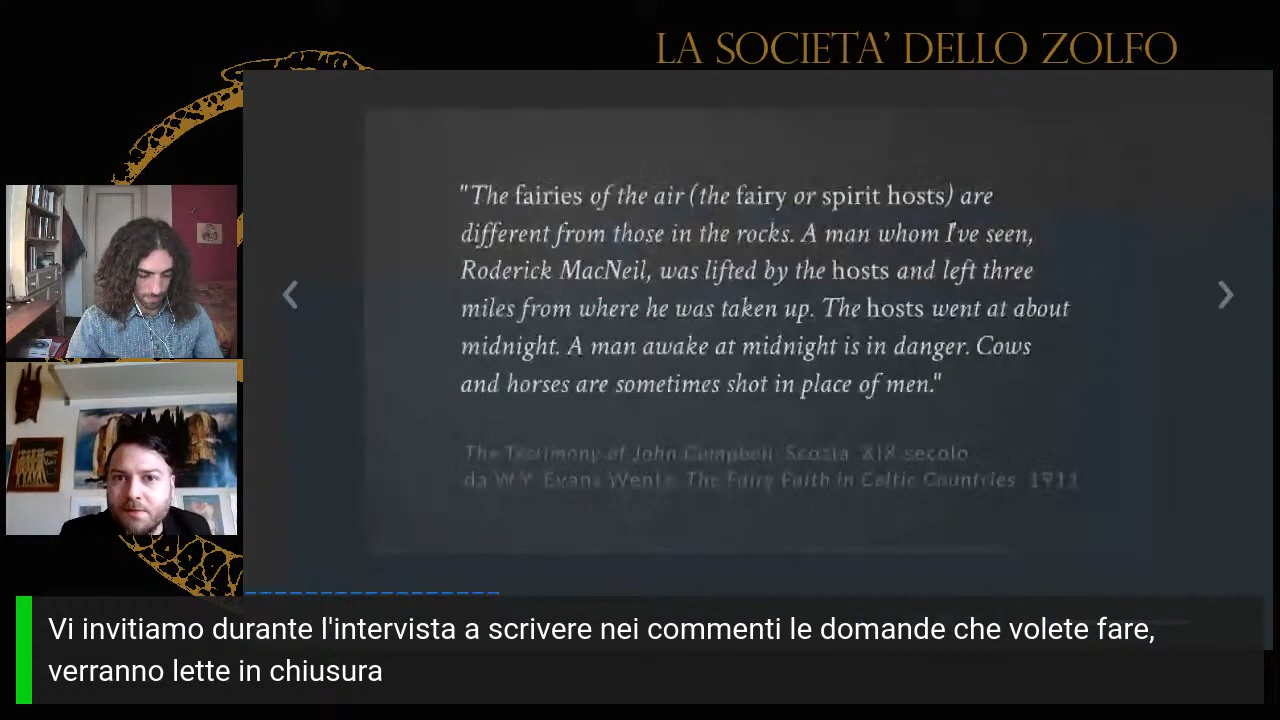 LA SOCIETA' DELLO ZOLFO
"The fairies of the air (the fairy or spirit hosts) are
different from those in the rocks. A man whom I've seen,
Roderick MacNeil, was lifted by the hosts and left three
miles from where he was taken up. The hosts went at about
midnight. A man awake at midnight is in danger. Cows
and horses are sometimes shot in place of men."
The Testimony of John Campbell Scozia XIX secolo
da W.Y. Evans Wentz The Fairy Faith in Celtic Countries 1911
Vi invitiamo durante l'intervista a scrivere nei commenti le domande che volete fare,
verranno lette in chiusura